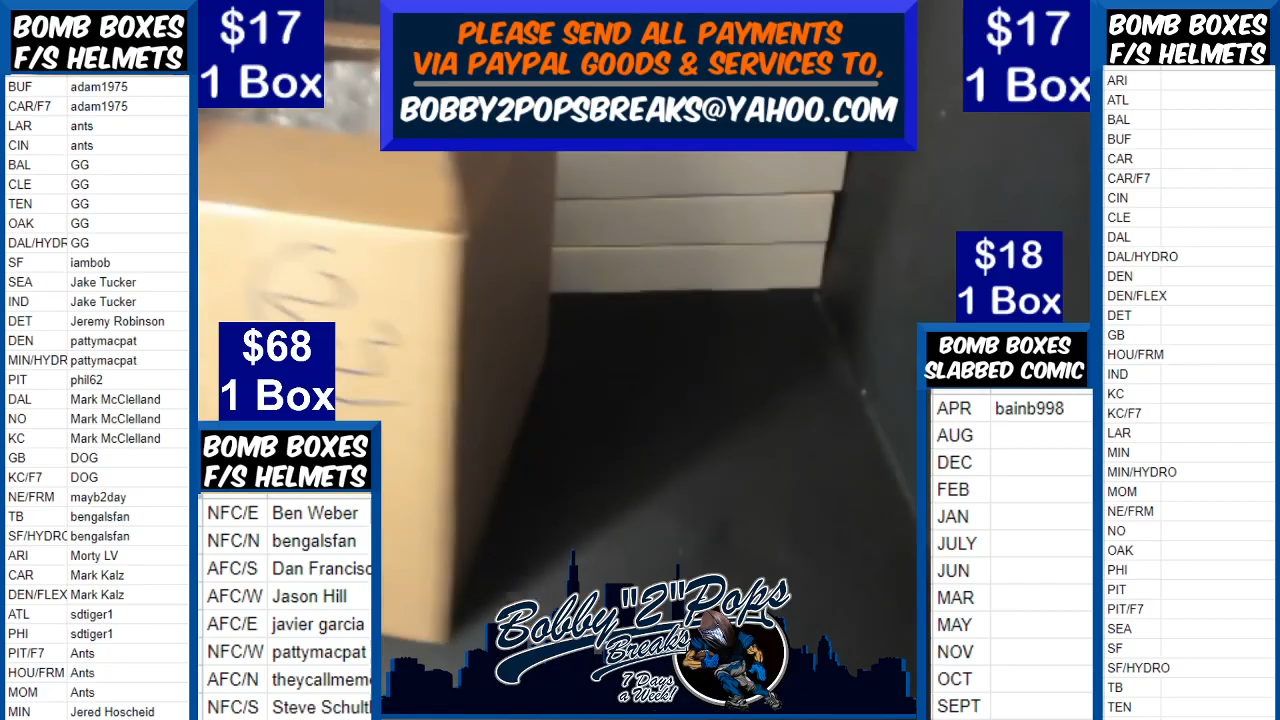 BOMB BOXES
F/S HELMETS
BUF adam1975
CAR/F7 adam1975
LAR ants
CIN ants
BAL GG
CLE GG
TEN GG
OAK GG
DAL/HYDR GG
SF iambob
SEA Jake Tucker
IND Jake Tucker
DET Jeremy Robinson
DEN pattymacpat
MIN/HYDR pattymacpat
PIT phil62
DAL Mark McClelland
NO Mark McClelland
KC Mark McClelland
GB DOG
KC/F7 DOG
NE/FRM mayb2day
TB bengalsfan
SF/HYDRO bengalsfan
ARI Morty LV
CAR Mark Kalz
DEN/FLEX Mark Kalz
ATL sdtiger1
PHI sdtiger1
PIT/F7 Ants
HOU/FRM Ants
MOM Ants
MIN Jered Hoscheid
$17
1 Box
$68
1 Box
BOMB BOXES
F/S HELMETS
NFC/E Ben Weber
NFC/N bengalsfan
AFC/S Dan Francisc
AFC/W Jason Hill
AFC/E javier garcia
NFC/W pattymacpat
AFC/N theycallmem
NFC/S Steve Schult
PLEASE SEND ALL PAYMENTS
VIA PAYPAL GOODS & SERVICES TO,
BOBBY2POPSBREAKS@YAHOO.COM
Bobby "2" Pops
Breaks
7 Days
a Week!
$17
1 Box
$18
1 Box
BOMB BOXES
SLABBED COMIC
APR bainb998
AUG
DEC
FEB
JAN
JULY
JUN
MAR
MAY
NOV
OCT
SEPT
BOMB BOXES
F/S HELMETS
ARI
ATL
BAL
BUF
CAR
CAR/F7
CIN
CLE
DAL
DAL/HYDRO
DEN
DEN/FLEX
DET
GB
HOU/FRM
IND
KC
KC/F7
LAR
MIN
MIN/HYDRO
MOM
NE/FRM
NO
OAK
PHI
PIT
PIT/F7
SEA
SF
SF/HYDRO
TB
TEN